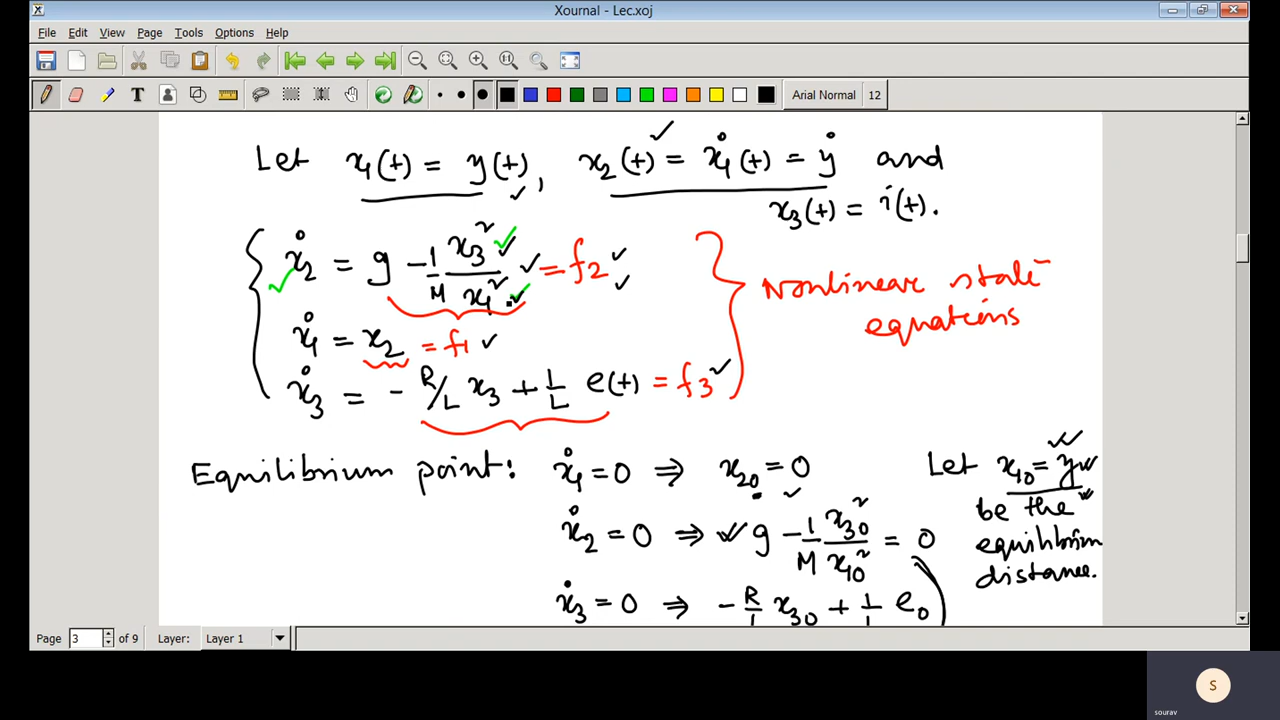 Xournal - Lec.xoj
File Edit View Page Tools Options Help
Arial Normal 12
Let x₁(t) = y(t), x₂(t) = ẋ₁(t) = ẏ and
x₃(t) = i(t).
ẋ₂ = g - 1/M x₃²/x₁² = f₂
ẋ₁ = x₂ = f₁
ẋ₃ = - R/L x₃ + 1/L e(t) = f₃
Nonlinear state
equations
Equilibrium point: ẋ₁ = 0 ⇒ x₂₀ = 0
ẋ₂ = 0 ⇒ g - 1/M x₃₀²/x₁₀² = 0
ẋ₃ = 0 ⇒ - R/L x₃₀ + 1/L e₀
Let x₁₀ = y
be the
equilibrium
distance.
Page 3 of 9 Layer: Layer 1
S
sourav